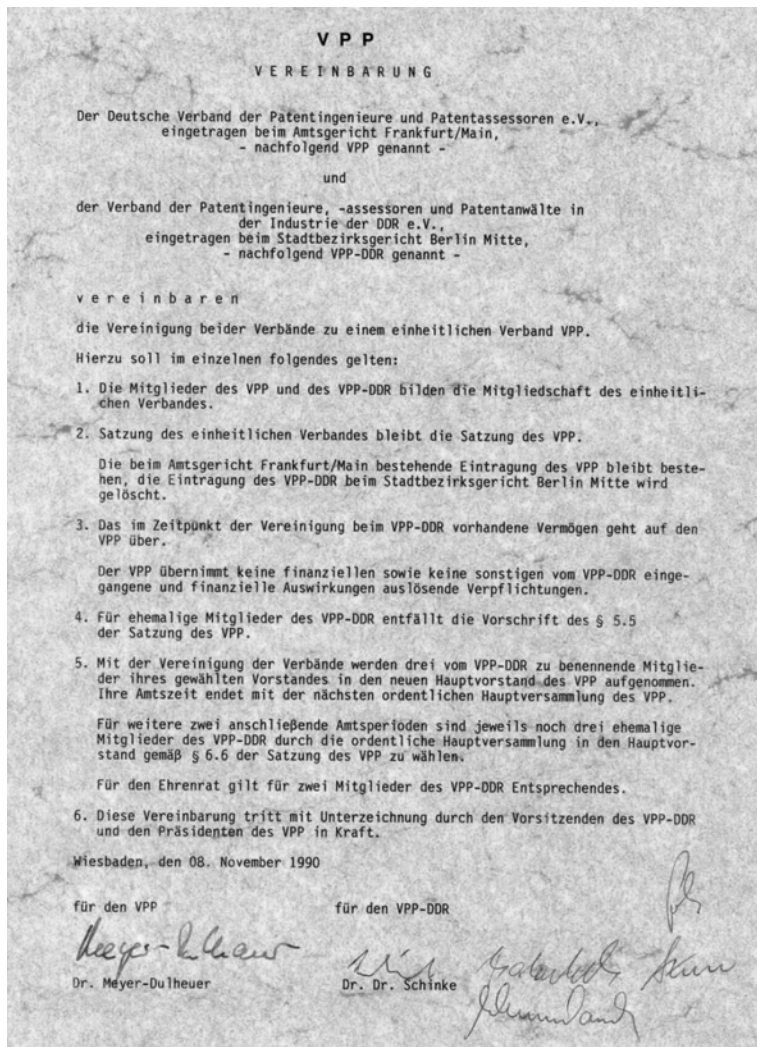 VPP
VEREINBARUNG
Der Deutsche Verband der Patentingenieure und Patentassessoren e.V.,
eingetragen beim Amtsgericht Frankfurt/Main,
- nachfolgend VPP genannt -
und
der Verband der Patentingenieure, -assessoren und Patentanwälte in
der Industrie der DDR e.V.,
eingetragen beim Stadtbezirksgericht Berlin Mitte,
- nachfolgend VPP-DDR genannt -
vereinbaren
die Vereinigung beider Verbände zu einem einheitlichen Verband VPP.
Hierzu soll im einzelnen folgendes gelten:
1. Die Mitglieder des VPP und des VPP-DDR bilden die Mitgliedschaft des einheitli-
chen Verbandes.
2. Satzung des einheitlichen Verbandes bleibt die Satzung des VPP.
Die beim Amtsgericht Frankfurt/Main bestehende Eintragung des VPP bleibt beste-
hen, die Eintragung des VPP-DDR beim Stadtbezirksgericht Berlin Mitte wird
gelöscht.
3. Das im Zeitpunkt der Vereinigung beim VPP-DDR vorhandene Vermögen geht auf den
VPP über.
Der VPP übernimmt keine finanziellen sowie keine sonstigen vom VPP-DDR einge-
gangene und finanzielle Auswirkungen auslösende Verpflichtungen.
4. Für ehemalige Mitglieder des VPP-DDR entfällt die Vorschrift des § 5.5
der Satzung des VPP.
5. Mit der Vereinigung der Verbände werden drei vom VPP-DDR zu benennende Mitglie-
der ihres gewählten Vorstandes in den neuen Hauptvorstand des VPP aufgenommen.
Ihre Amtszeit endet mit der nächsten ordentlichen Hauptversammlung des VPP.
Für weitere zwei anschließende Amtsperioden sind jeweils noch drei ehemalige
Mitglieder des VPP-DDR durch die ordentliche Hauptversammlung in den Hauptvor-
stand gemäß § 6.6 der Satzung des VPP zu wählen.
Für den Ehrenrat gilt für zwei Mitglieder des VPP-DDR Entsprechendes.
6. Diese Vereinbarung tritt mit Unterzeichnung durch den Vorsitzenden des VPP-DDR
und den Präsidenten des VPP in Kraft.
Wiesbaden, den 08. November 1990
für den VPP für den VPP-DDR
Meyer-Dulheuer
Dr. Meyer-Dulheuer Dr. Dr. Schinke